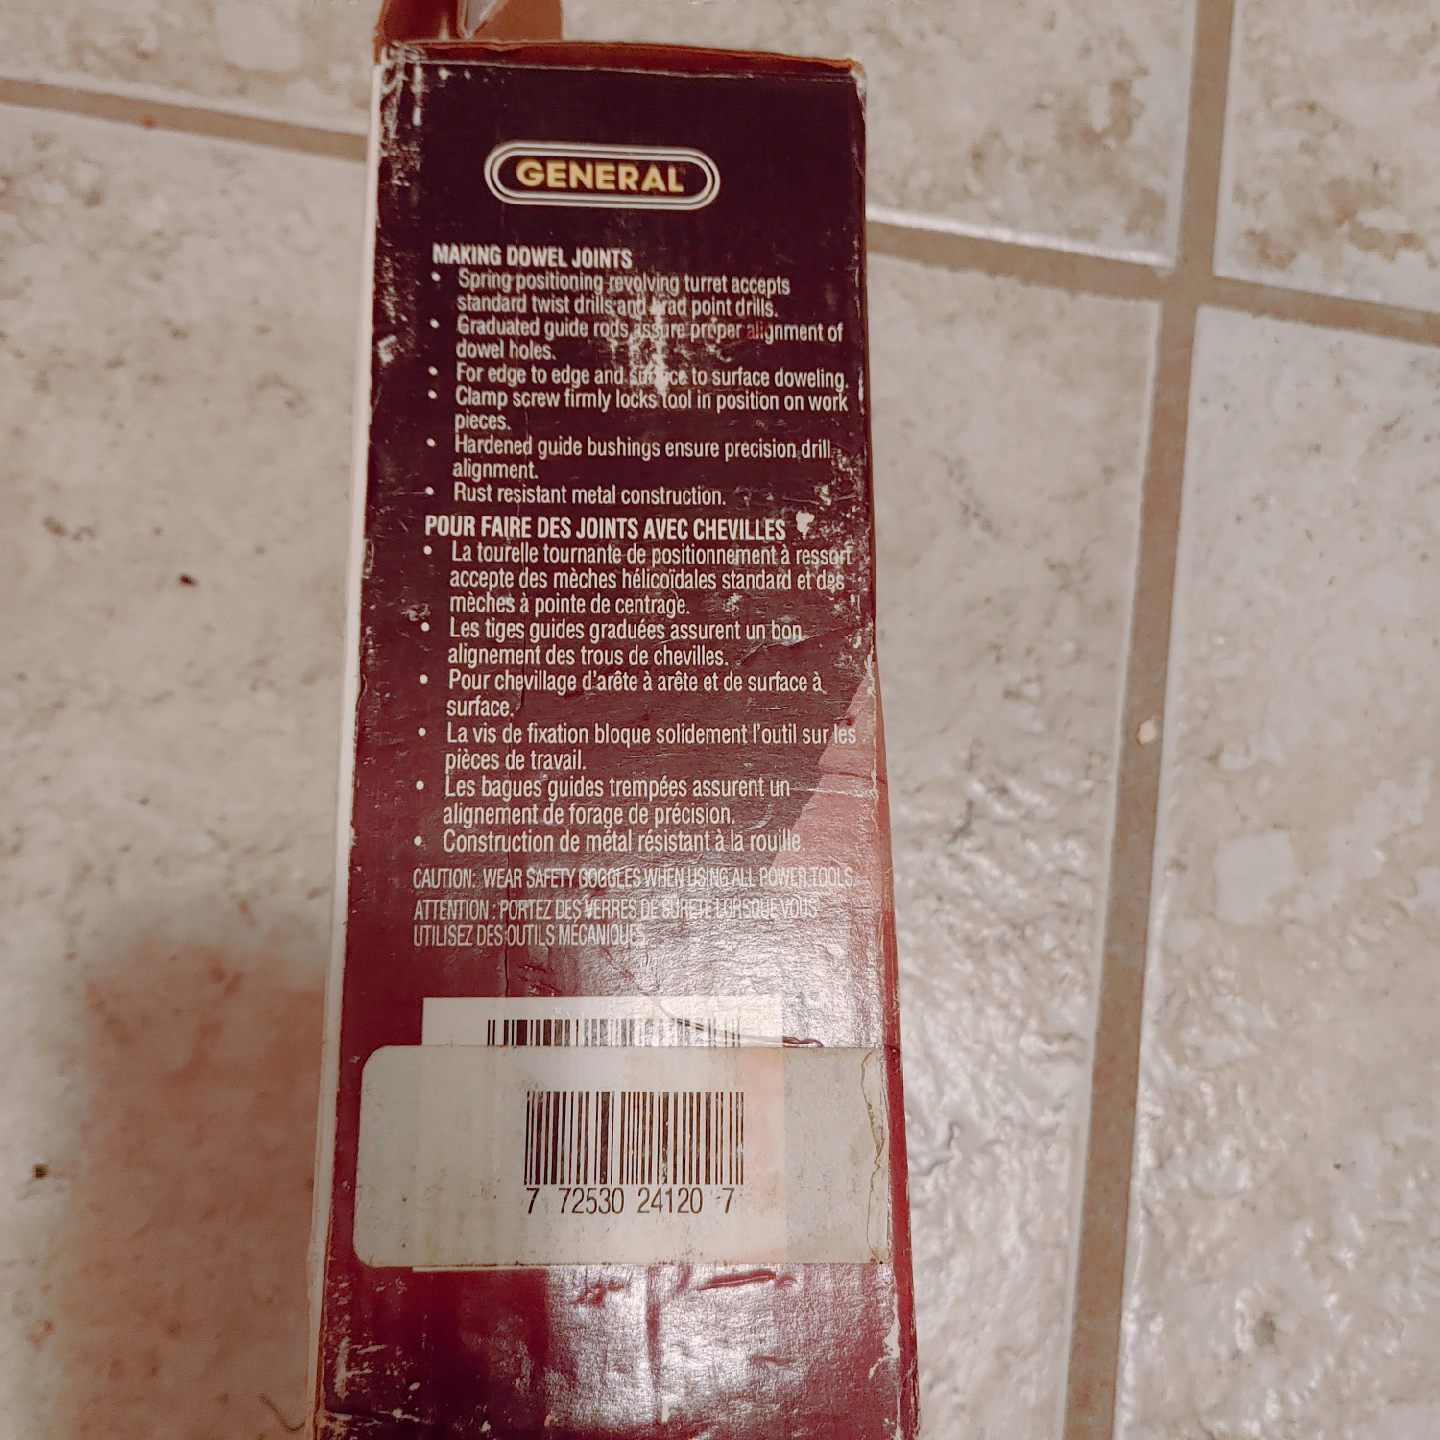 GENERAL
MAKING DOWEL JOINTS
• Spring positioning revolving turret accepts
standard twist drills and brad point drills.
• Graduated guide rods assure proper alignment of
dowel holes.
• For edge to edge and surface to surface doweling.
• Clamp screw firmly locks tool in position on work
pieces.
• Hardened guide bushings ensure precision drill
alignment.
• Rust resistant metal construction.
POUR FAIRE DES JOINTS AVEC CHEVILLES
• La tourelle tournante de positionnement à ressort
accepte des mèches hélicoïdales standard et des
mèches à pointe de centrage.
• Les tiges guides graduées assurent un bon
alignement des trous de chevilles.
• Pour chevillage d'arête à arête et de surface à
surface.
• La vis de fixation bloque solidement l'outil sur les
pièces de travail.
• Les bagues guides trempées assurent un
alignement de forage de précision.
• Construction de métal résistant à la rouille.
CAUTION: WEAR SAFETY GOGGLES WHEN USING ALL POWER TOOLS
ATTENTION : PORTEZ DES VERRES DE SURETÉ LORSQUE VOUS
UTILISEZ DES OUTILS MÉCANIQUES
7 72530 24120 7